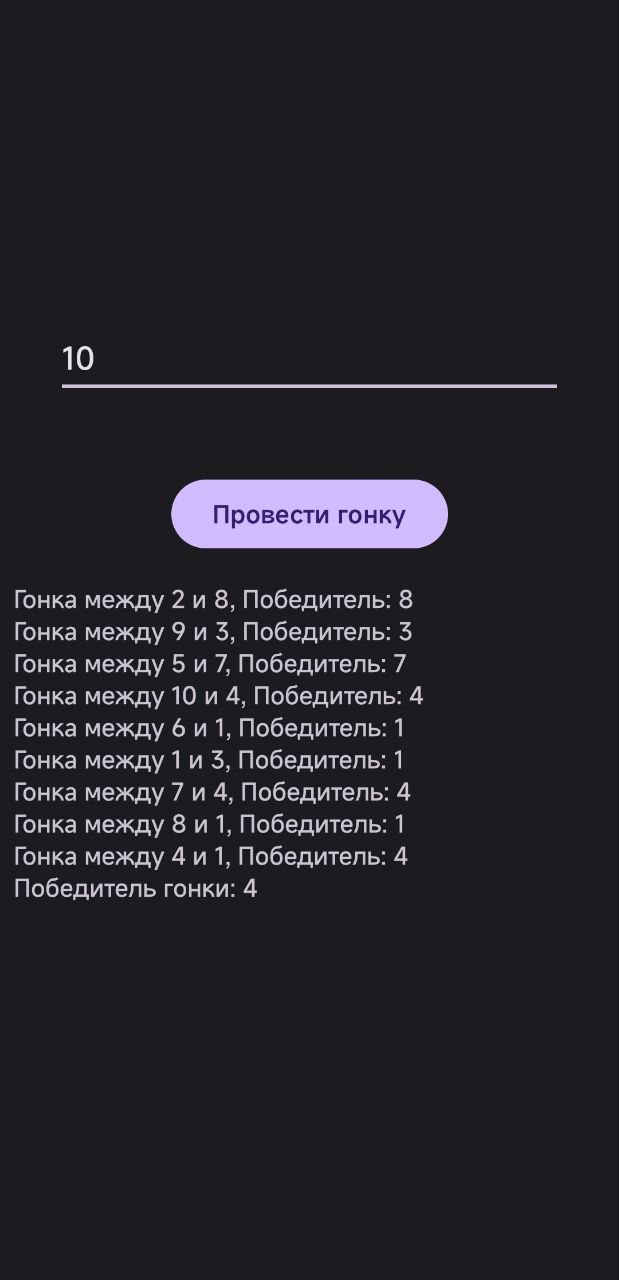 10
Провести гонку
Гонка между 2 и 8, Победитель: 8
Гонка между 9 и 3, Победитель: 3
Гонка между 5 и 7, Победитель: 7
Гонка между 10 и 4, Победитель: 4
Гонка между 6 и 1, Победитель: 1
Гонка между 1 и 3, Победитель: 1
Гонка между 7 и 4, Победитель: 4
Гонка между 8 и 1, Победитель: 1
Гонка между 4 и 1, Победитель: 4
Победитель гонки: 4